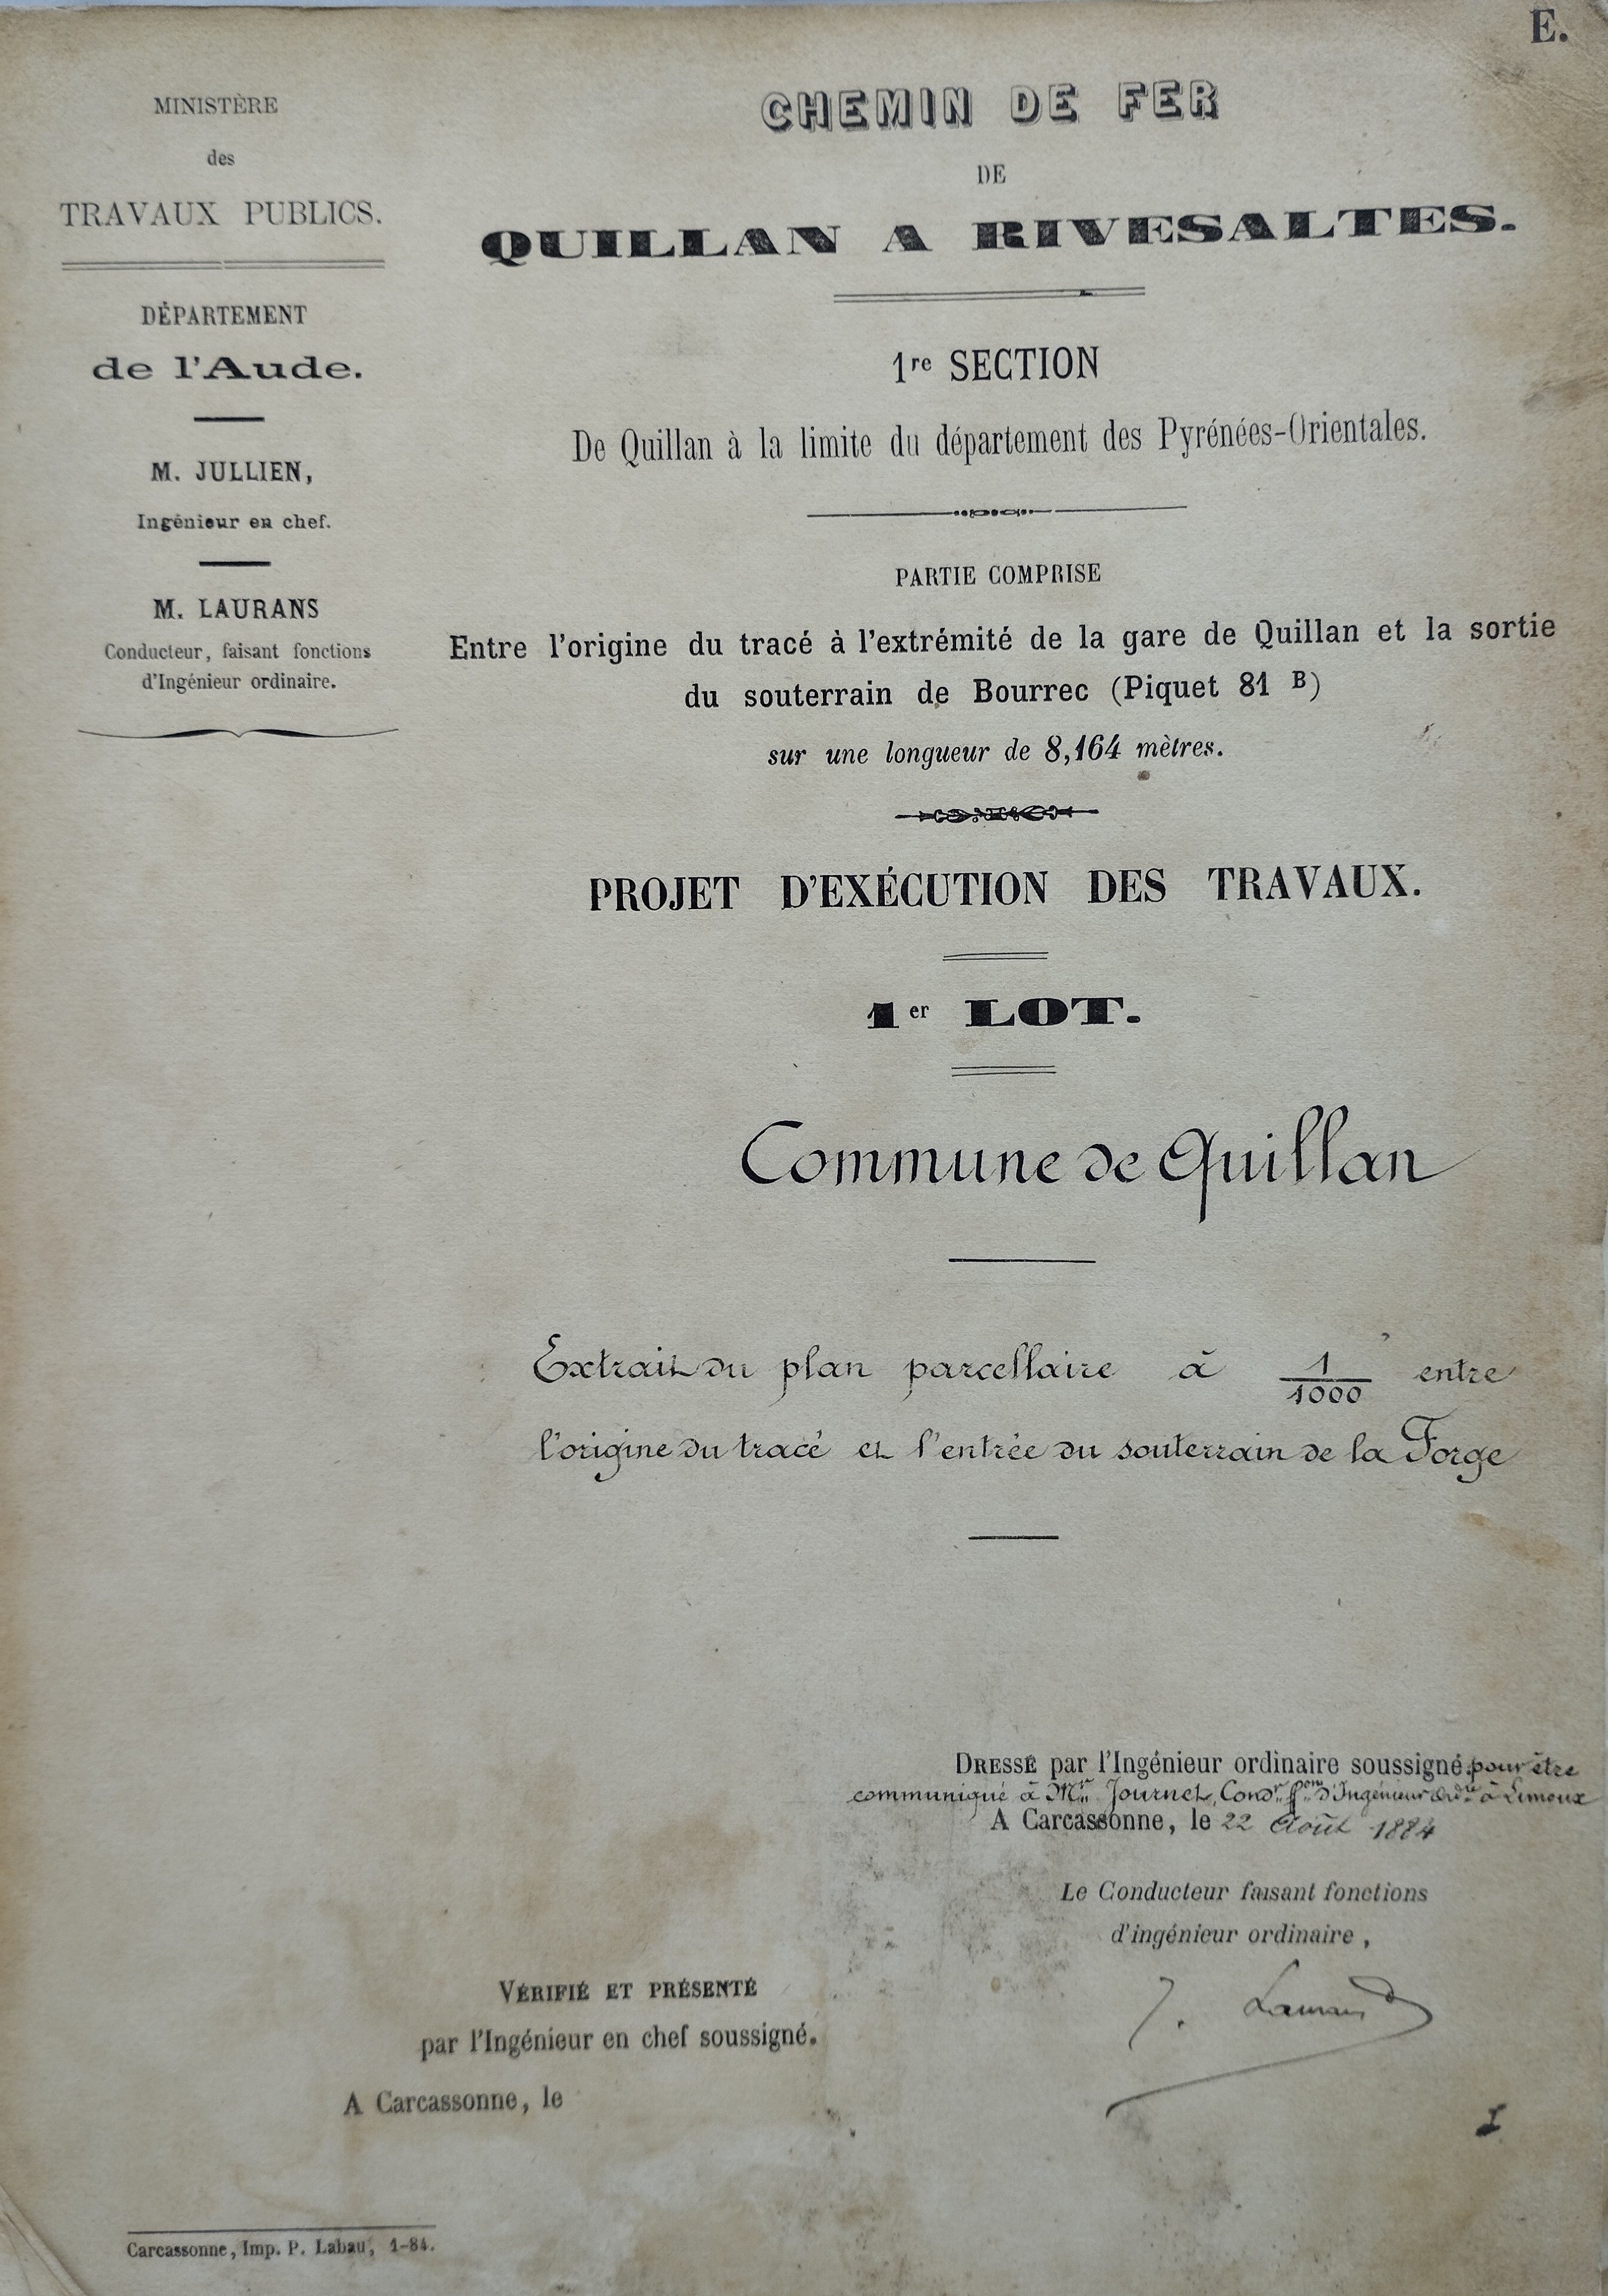 E.
MINISTÈRE
des
TRAVAUX PUBLICS.
DÉPARTEMENT
de l'Aude.
M. JULLIEN,
Ingénieur en chef.
M. LAURANS
Conducteur, faisant fonctions
d'Ingénieur ordinaire.
CHEMIN DE FER
DE
QUILLAN A RIVESALTES.
1re SECTION
De Quillan à la limite du département des Pyrénées-Orientales.
PARTIE COMPRISE
Entre l'origine du tracé à l'extrémité de la gare de Quillan et la sortie
du souterrain de Bourrec (Piquet 81 B)
sur une longueur de 8,164 mètres.
PROJET D'EXÉCUTION DES TRAVAUX.
1er LOT.
Commune de Quillan
Extrait du plan parcellaire à 1/1000 entre
l'origine du tracé et l'entrée du souterrain de la Forge
DRESSÉ par l'Ingénieur ordinaire soussigné pour être
communiqué à Mr. Journet, Condr. fon d'Ingénieur Ordre à Limoux
A Carcassonne, le 22 Août 1884
Le Conducteur faisant fonctions
d'ingénieur ordinaire,
J. Laurans
VÉRIFIÉ ET PRÉSENTÉ
par l'Ingénieur en chef soussigné.
A Carcassonne, le
Carcassonne, Imp. P. Labau, 1-84.